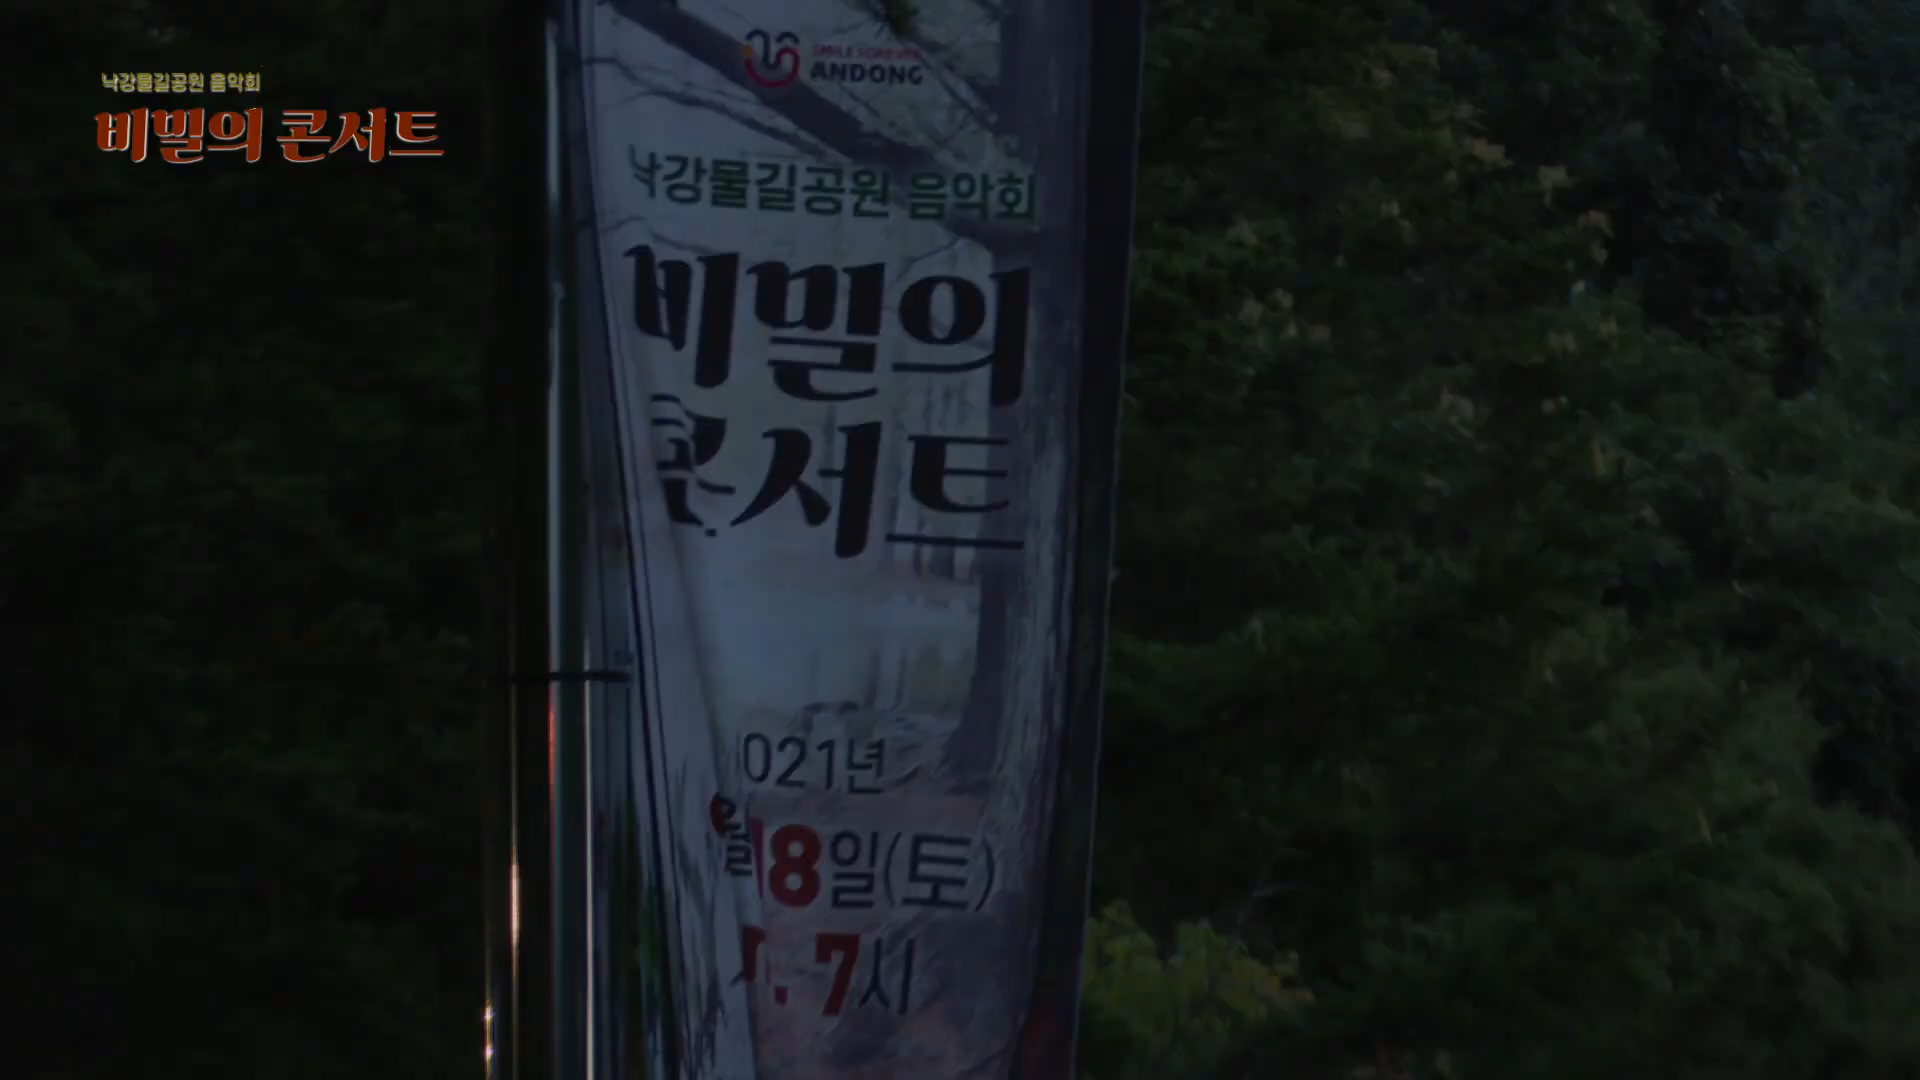 낙강물길공원 음악회
비밀의 콘서트
SMILE FOREVER
ANDONG
낙강물길공원 음악회
비밀의
콘서트
021년
월 18일(토)
7시